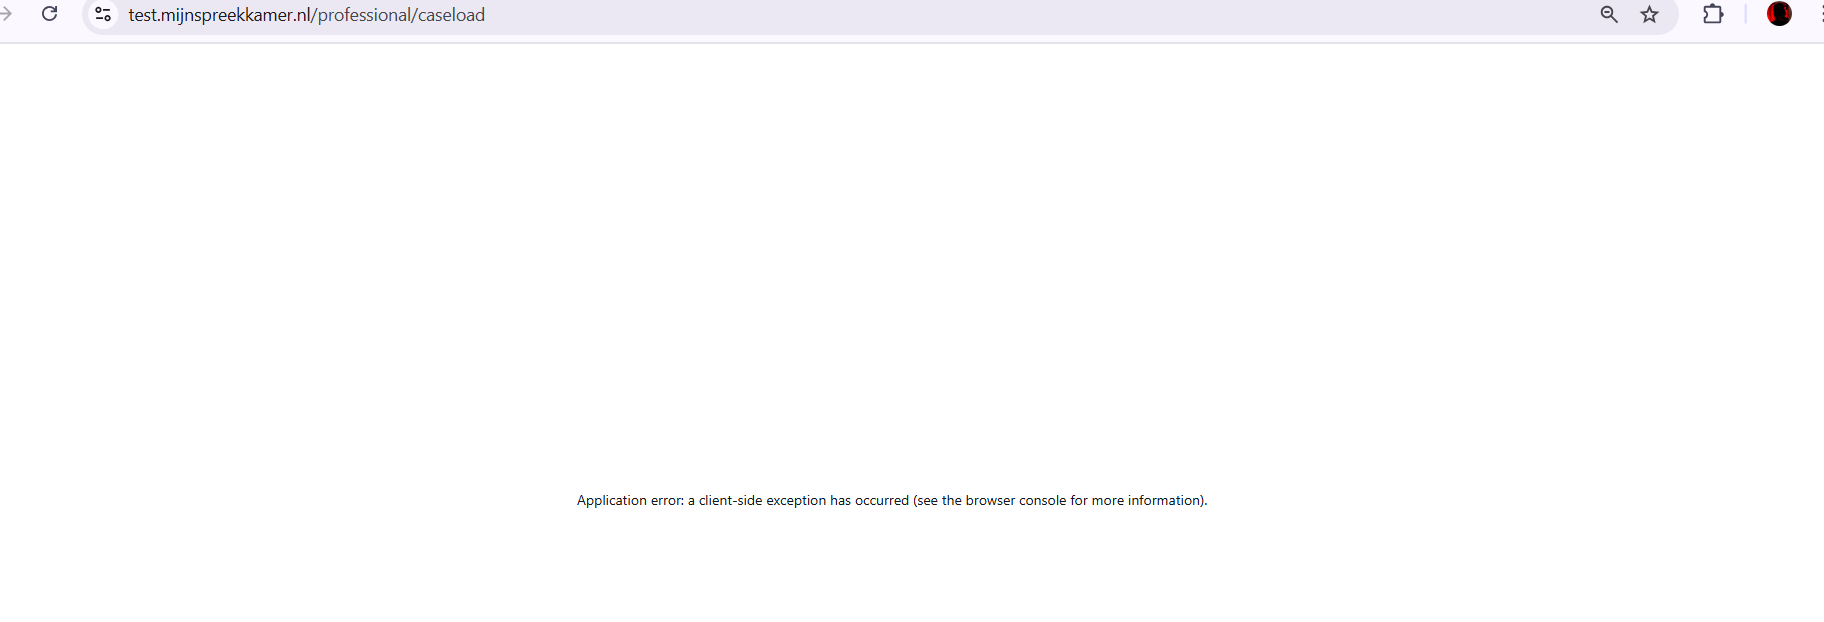 test.mijnspreekkamer.nl/professional/caseload
Application error: a client-side exception has occurred (see the browser console for more information).